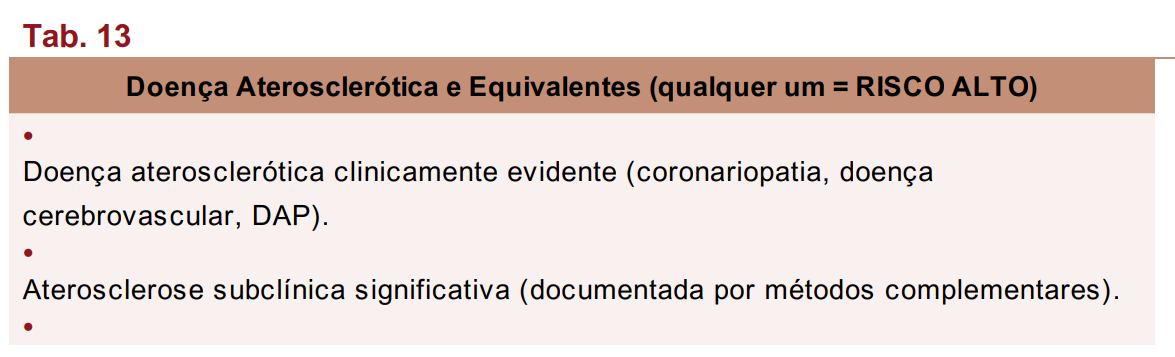 Tab. 13
Doença Aterosclerótica e Equivalentes (qualquer um = RISCO ALTO)
•
Doença aterosclerótica clinicamente evidente (coronariopatia, doença
cerebrovascular, DAP).
•
Aterosclerose subclínica significativa (documentada por métodos complementares).
•